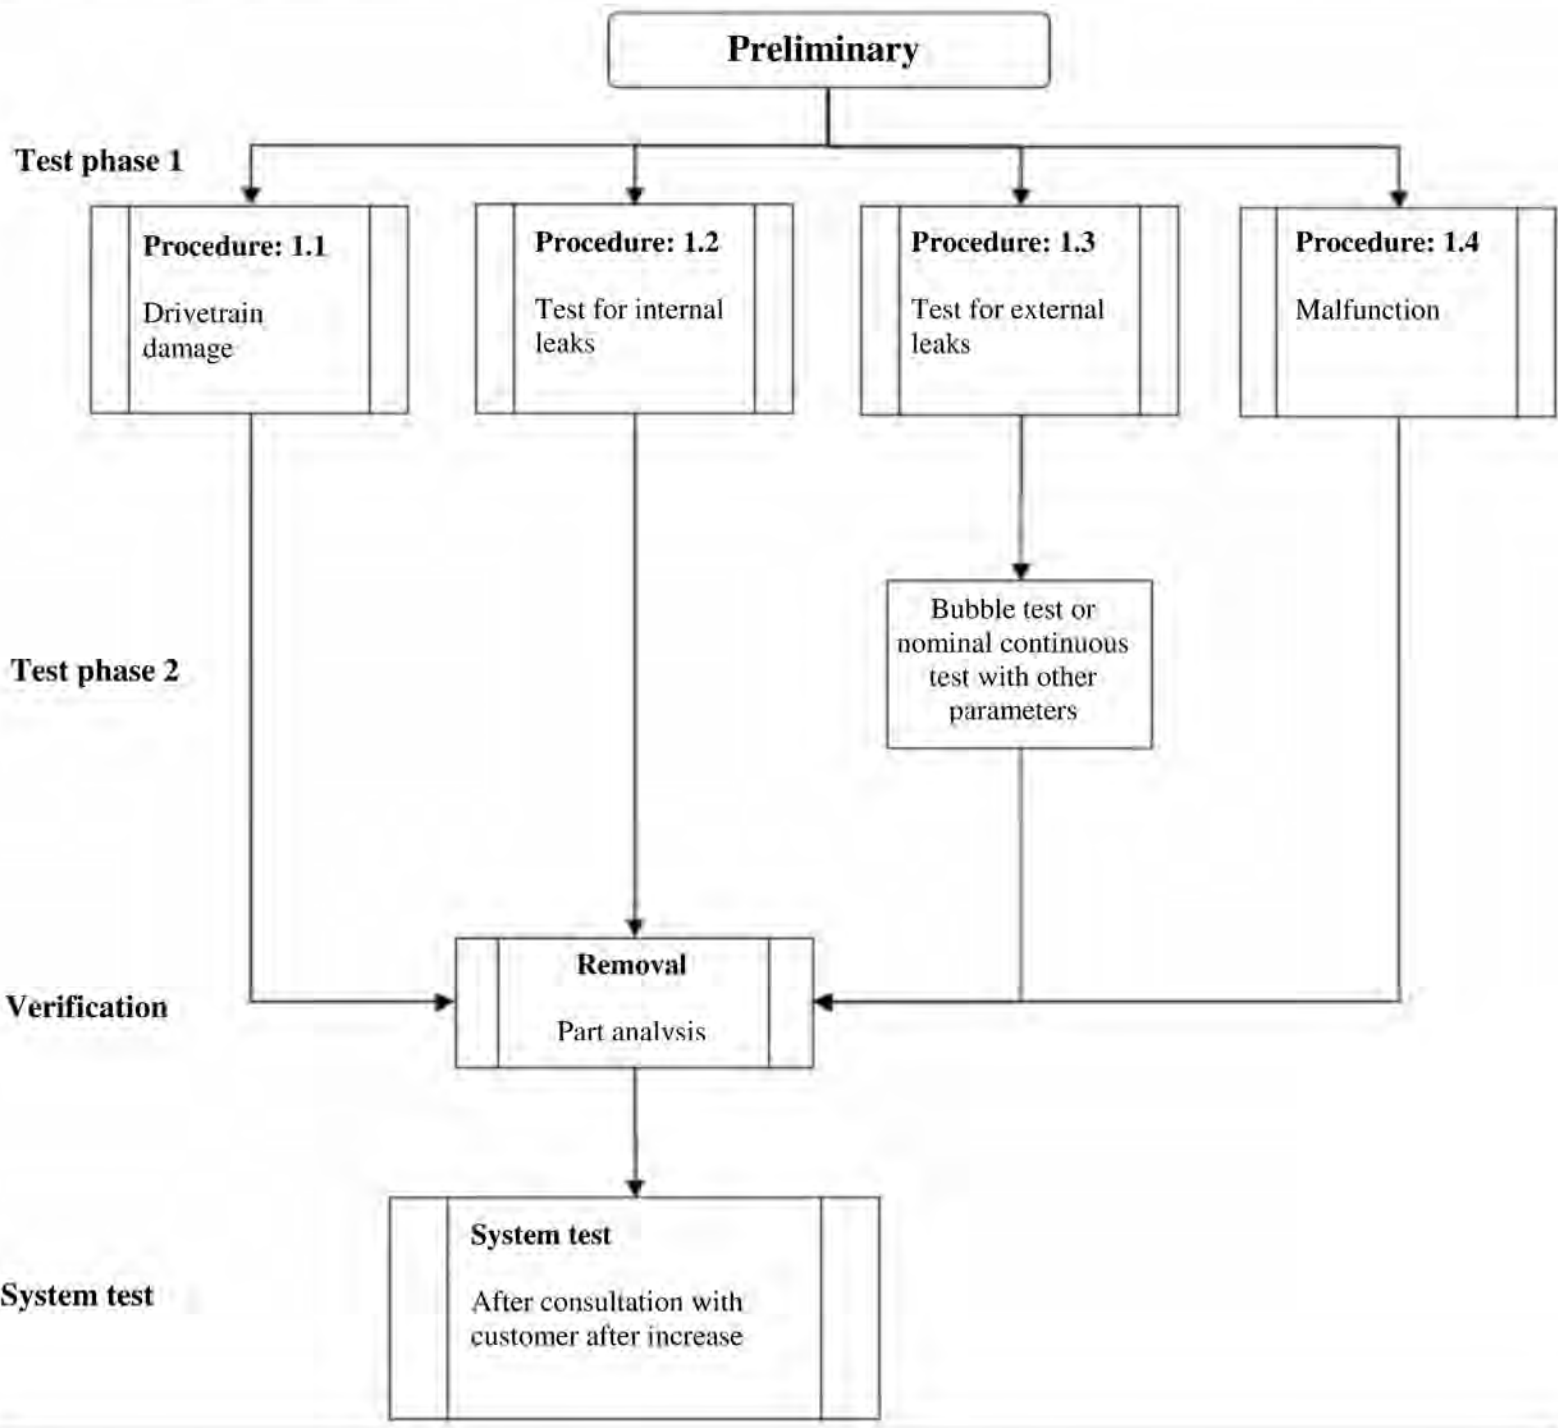 Preliminary
Test phase 1
Procedure: 1.1
Drivetrain
damage
Procedure: 1.2
Test for internal
leaks
Procedure: 1.3
Test for external
leaks
Procedure: 1.4
Malfunction
Test phase 2
Bubble test or
nominal continuous
test with other
parameters
Verification
Removal
Part analysis
System test
System test
After consultation with
customer after increase